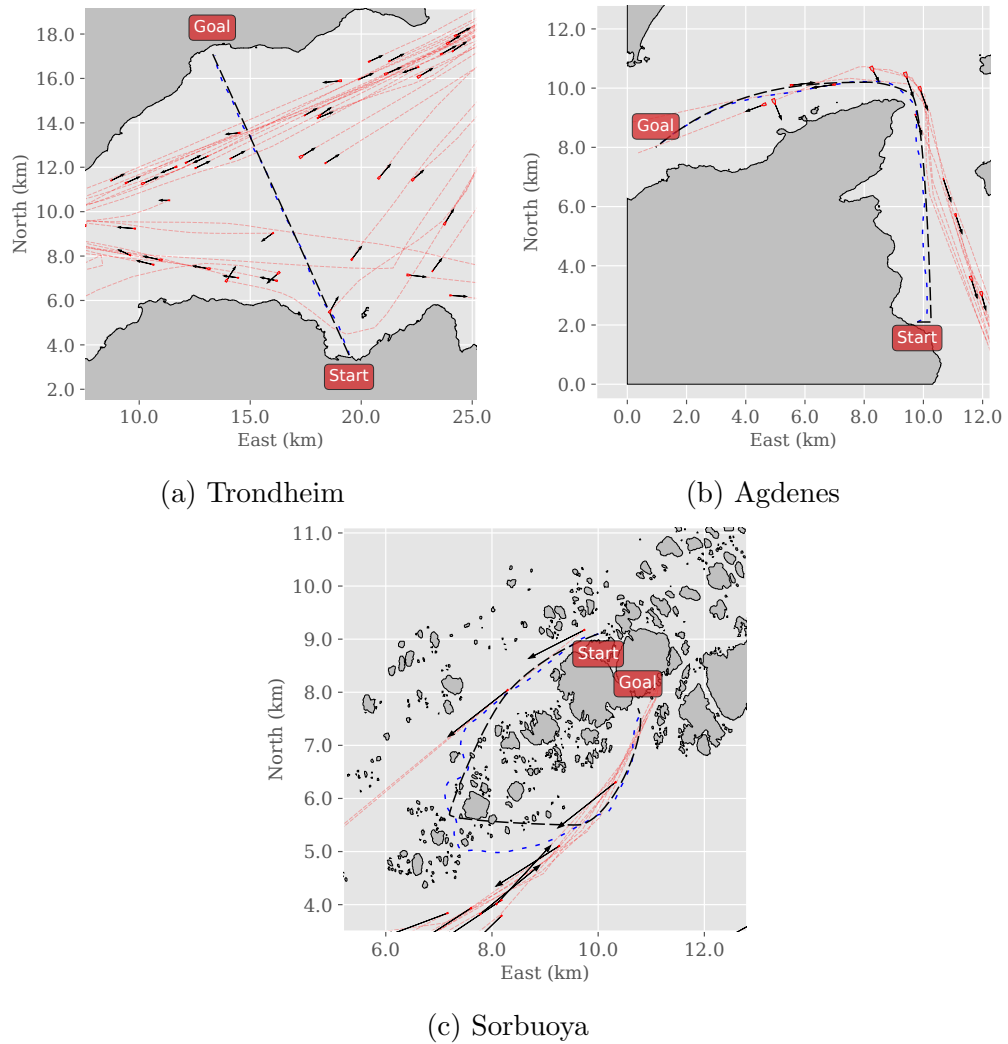 Goal
18.0
16.0
14.0
12.0
10.0
8.0
6.0
4.0
2.0
North (km)
Start
10.0
15.0
20.0
25.0
East (km)
(a) Trondheim
12.0
10.0
8.0
6.0
4.0
2.0
0.0
North (km)
Goal
Start
0.0
2.0
4.0
6.0
8.0
10.0
12.0
East (km)
(b) Agdenes
11.0
10.0
9.0
8.0
7.0
6.0
5.0
4.0
North (km)
Start
Goal
6.0
8.0
10.0
12.0
East (km)
(c) Sorbuoya